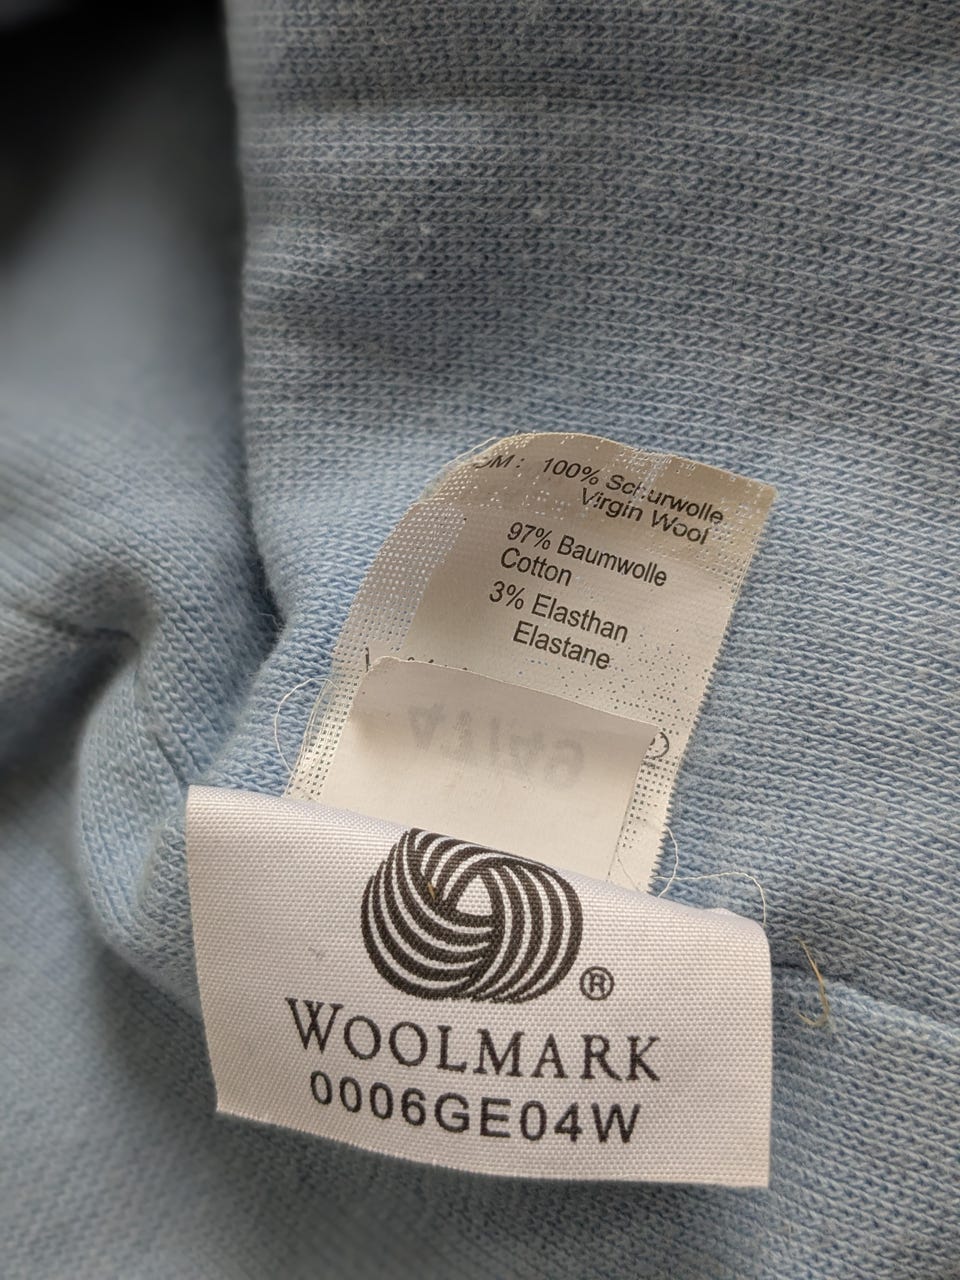 100% Schurwolle
Virgin Wool
97% Baumwolle
Cotton
3% Elasthan
Elastane
®
WOOLMARK
0006GE04W